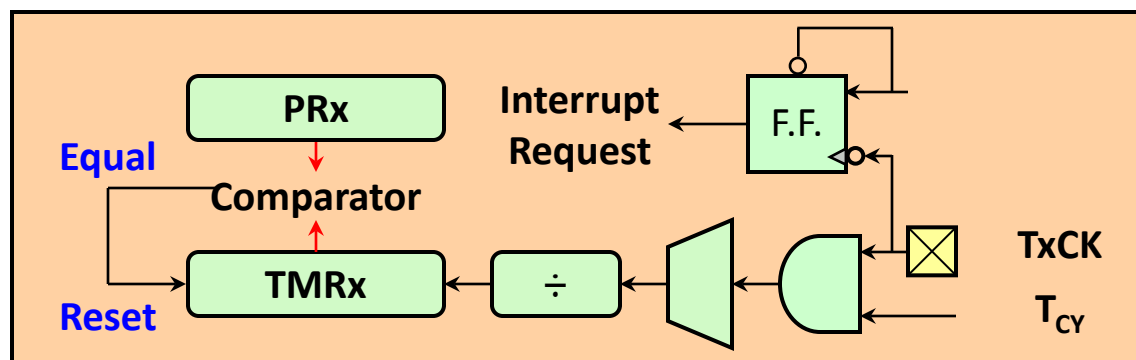 PRx
Interrupt
Request
F.F.
Equal
Comparator
TMRx
÷
TxCK
Reset
TCY